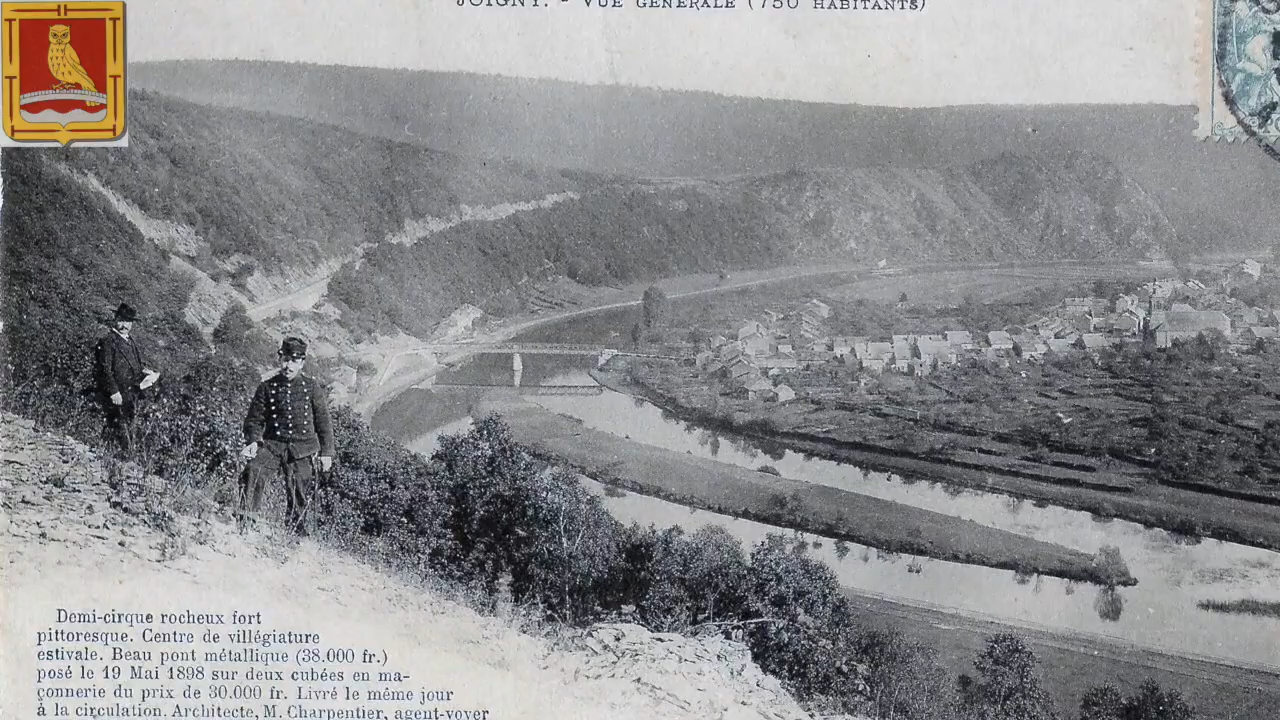 JOIGNY. - VUE GÉNÉRALE (750 HABITANTS)
Demi-cirque rocheux fort
pittoresque. Centre de villégiature
estivale. Beau pont métallique (38.000 fr.)
posé le 19 Mai 1898 sur deux cubées en ma-
çonnerie du prix de 30.000 fr. Livré le même jour
à la circulation. Architecte, M. Charpentier, agent-voyer